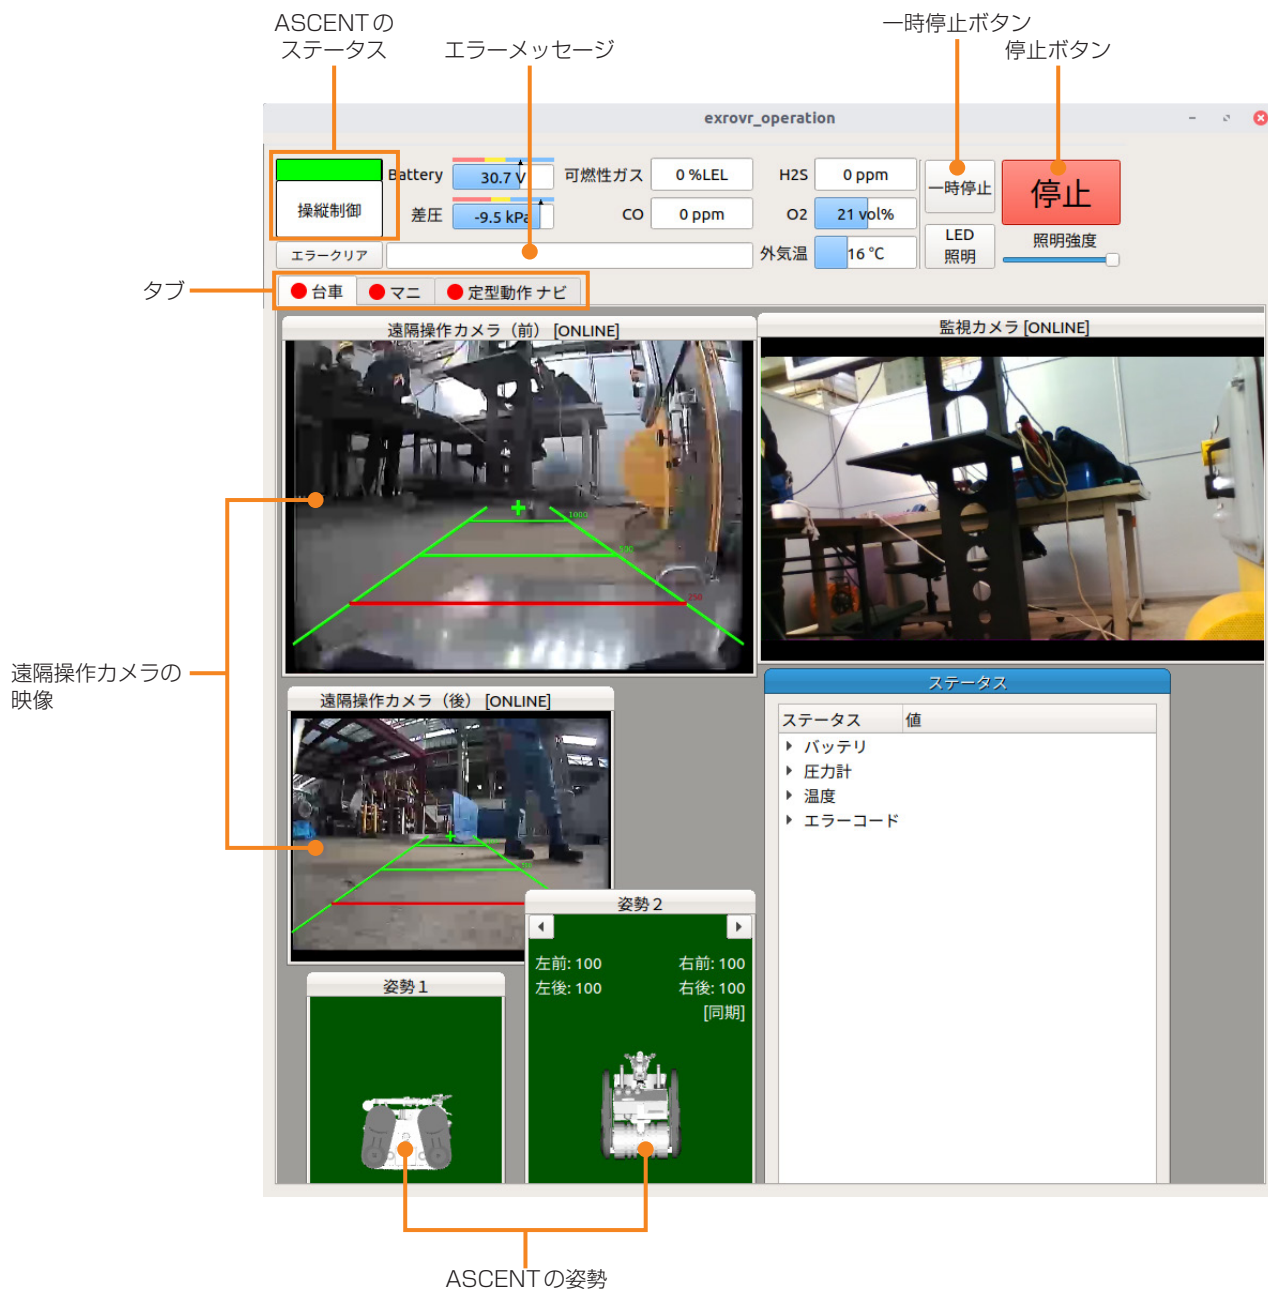 ASCENTの
ステータス
エラーメッセージ
一時停止ボタン
停止ボタン
exrovr_operation
操縦制御
Battery
30.7 V
可燃性ガス
0 %LEL
H2S
0 ppm
一時停止
停止
差圧
-9.5 kPa
CO
0 ppm
O2
21 vol%
エラークリア
外気温
16 ℃
LED
照明
照明強度
タブ
台車
マニ
定型動作 ナビ
遠隔操作カメラ（前）[ONLINE]
監視カメラ [ONLINE]
1000
500
250
遠隔操作カメラの
映像
遠隔操作カメラ（後）[ONLINE]
ステータス
ステータス
値
バッテリ
圧力計
温度
エラーコード
姿勢２
左前: 100
右前: 100
左後: 100
右後: 100
[同期]
姿勢１
ASCENTの姿勢